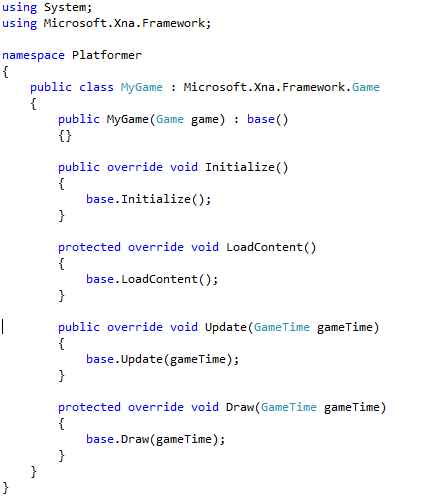 using System;
using Microsoft.Xna.Framework;

namespace Platformer
{
    public class MyGame : Microsoft.Xna.Framework.Game
    {
        public MyGame(Game game) : base()
        {}

        public override void Initialize()
        {
            base.Initialize();
        }

        protected override void LoadContent()
        {
            base.LoadContent();
        }

        public override void Update(GameTime gameTime)
        {
            base.Update(gameTime);
        }

        protected override void Draw(GameTime gameTime)
        {
            base.Draw(gameTime);
        }
    }
}